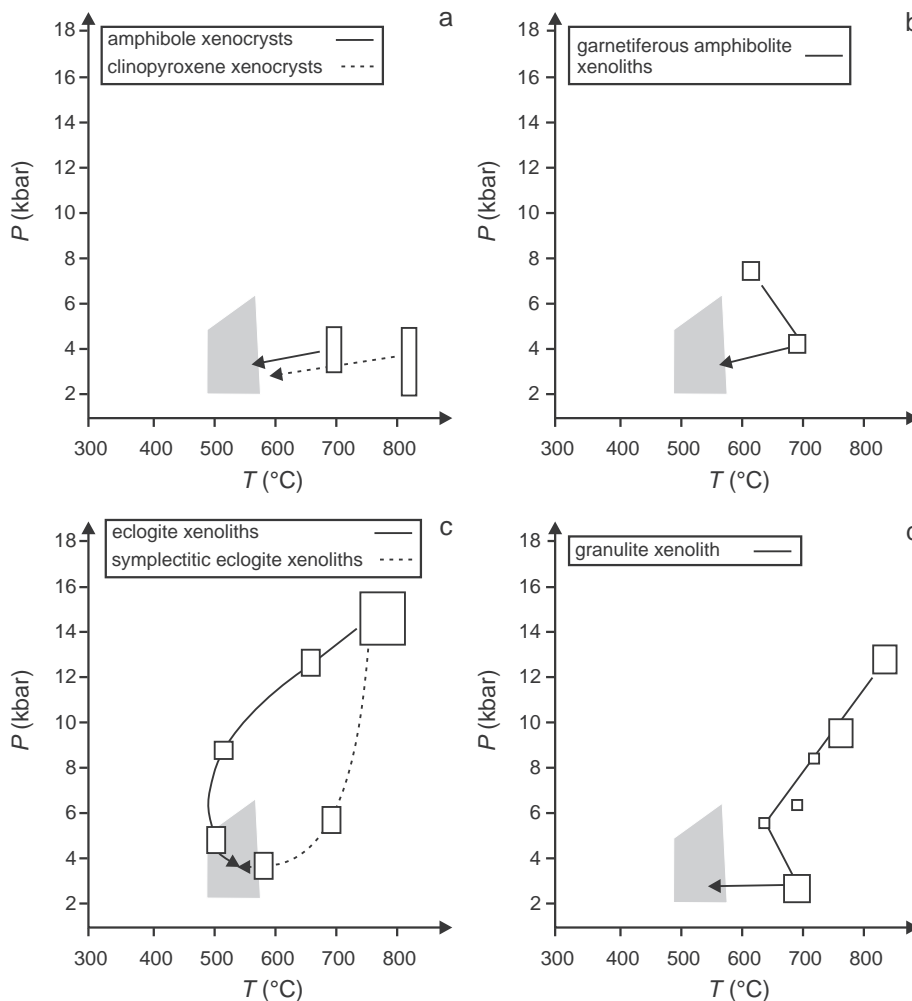 a
amphibole xenocrysts
clinopyroxene xenocrysts
18
16
14
12
10
8
6
4
2
P (kbar)
300 400 500 600 700 800
T (°C)
b
garnetiferous amphibolite
xenoliths
18
16
14
12
10
8
6
4
2
P (kbar)
300 400 500 600 700 800
T (°C)
c
eclogite xenoliths
symplectitic eclogite xenoliths
18
16
14
12
10
8
6
4
2
P (kbar)
300 400 500 600 700 800
T (°C)
granulite xenolith
18
16
14
12
10
8
6
4
2
P (kbar)
300 400 500 600 700 800
T (°C)